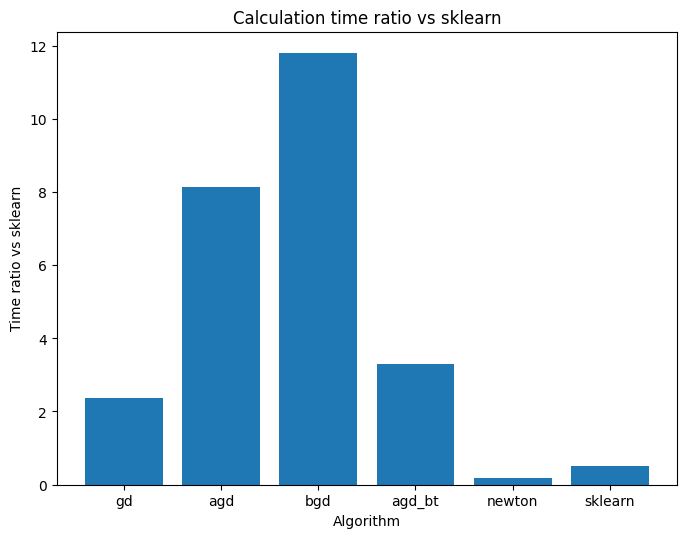 Calculation time ratio vs sklearn
Time ratio vs sklearn
12
10
8
6
4
2
0
gd agd bgd agd_bt newton sklearn
Algorithm